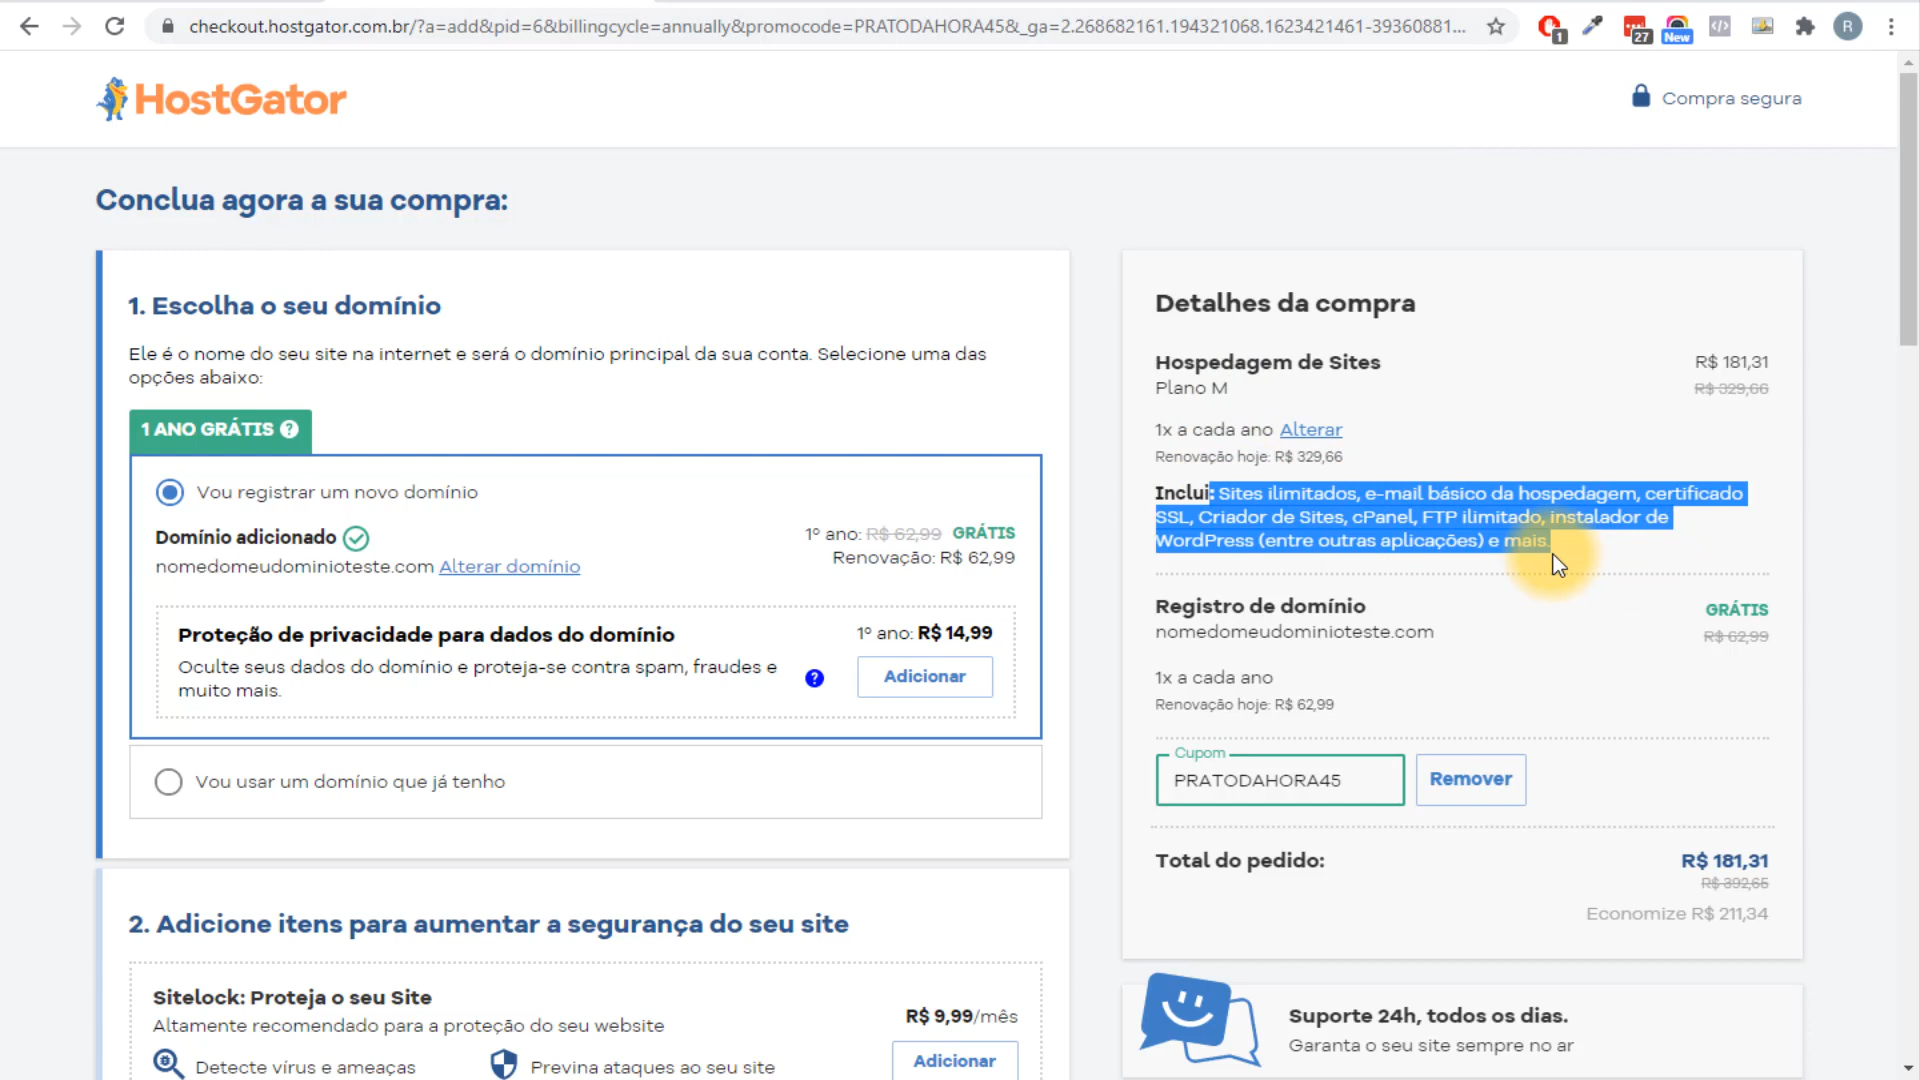 checkout.hostgator.com.br/?a=add&pid=6&billingcycle=annually&promocode=PRATODAHORA45&_ga=2.268682161.194321068.1623421461-39360881...
1
27
New
R
HostGator
Compra segura
Conclua agora a sua compra:
1. Escolha o seu domínio
Ele é o nome do seu site na internet e será o domínio principal da sua conta. Selecione uma das
opções abaixo:
1 ANO GRÁTIS ?
Vou registrar um novo domínio
Domínio adicionado
1º ano: R$ 62,99 GRÁTIS
Renovação: R$ 62,99
nomedomeudominioteste.com Alterar domínio
Proteção de privacidade para dados do domínio
1º ano: R$ 14,99
Oculte seus dados do domínio e proteja-se contra spam, fraudes e
muito mais.
?
Adicionar
Vou usar um domínio que já tenho
2. Adicione itens para aumentar a segurança do seu site
Sitelock: Proteja o seu Site
Altamente recomendado para a proteção do seu website
R$ 9,99/mês
Detecte vírus e ameaças
Previna ataques ao seu site
Adicionar
Detalhes da compra
Hospedagem de Sites
R$ 181,31
Plano M
R$ 329,66
1x a cada ano Alterar
Renovação hoje: R$ 329,66
Inclui: Sites ilimitados, e-mail básico da hospedagem, certificado
SSL, Criador de Sites, cPanel, FTP ilimitado, instalador de
WordPress (entre outras aplicações) e mais.
Registro de domínio
GRÁTIS
nomedomeudominioteste.com
R$ 62,99
1x a cada ano
Renovação hoje: R$ 62,99
Cupom
PRATODAHORA45
Remover
Total do pedido:
R$ 181,31
R$ 392,65
Economize R$ 211,34
Suporte 24h, todos os dias.
Garanta o seu site sempre no ar